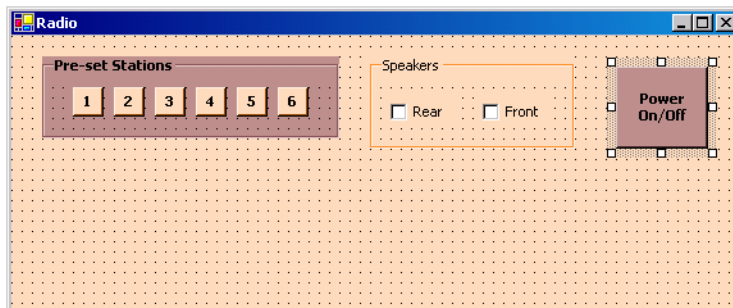 Radio
Pre-set Stations
1 2 3 4 5 6
Speakers
Rear Front
Power
On/Off